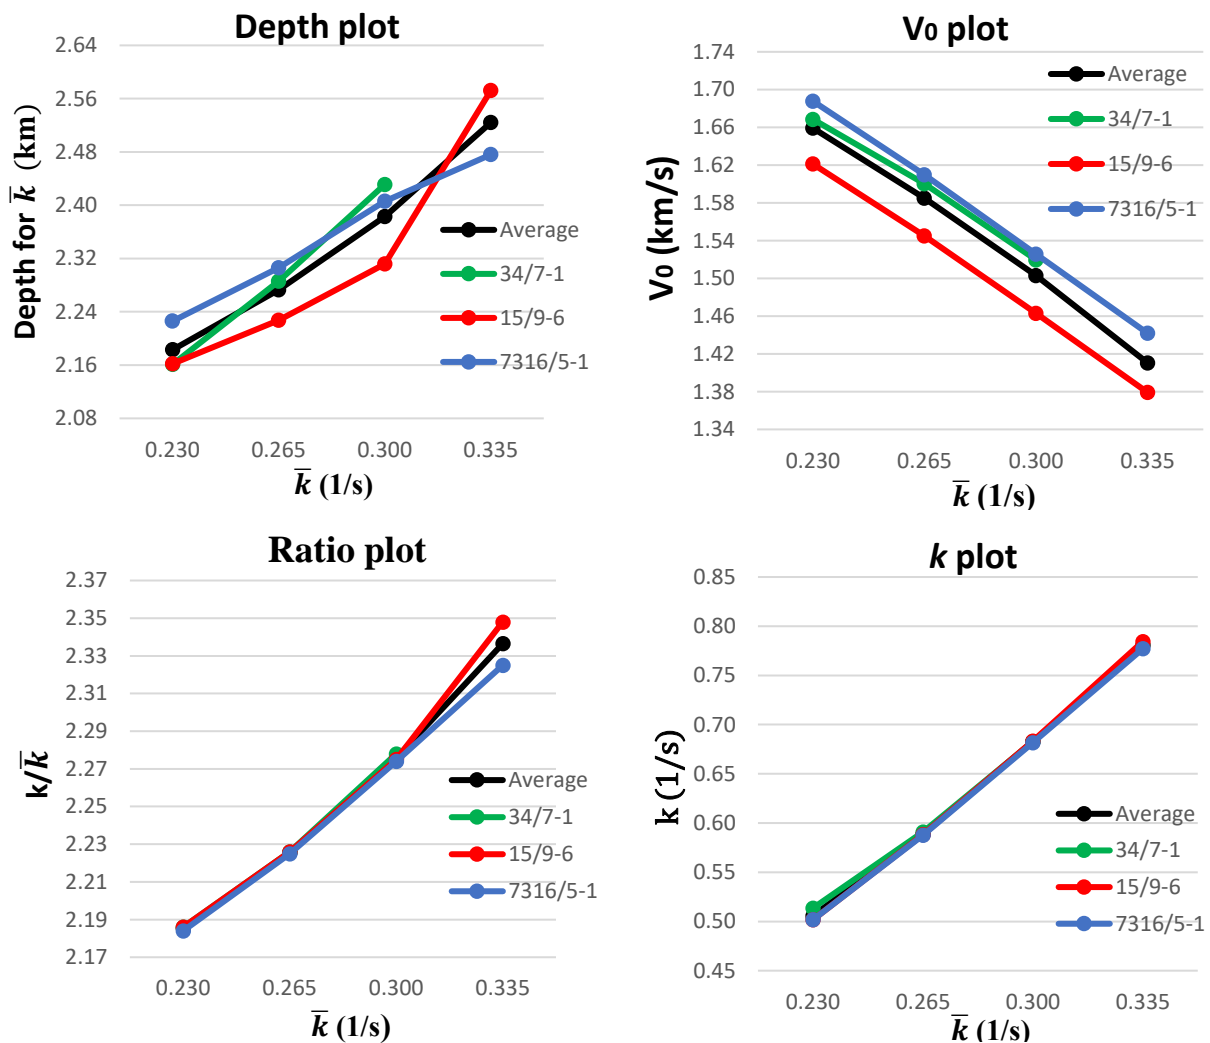 Depth plot
2.64
2.56
2.48
2.40
2.32
2.24
2.16
2.08
Depth for k̅ (km)
0.230 0.265 0.300 0.335
k̅ (1/s)
Average
34/7-1
15/9-6
7316/5-1
V₀ plot
1.74
1.70
1.66
1.62
1.58
1.54
1.50
1.46
1.42
1.38
1.34
V₀ (km/s)
0.230 0.265 0.300 0.335
k̅ (1/s)
Average
34/7-1
15/9-6
7316/5-1
Ratio plot
2.37
2.35
2.33
2.31
2.29
2.27
2.25
2.23
2.21
2.19
2.17
k/k̅
0.230 0.265 0.300 0.335
k̅ (1/s)
Average
34/7-1
15/9-6
7316/5-1
k plot
0.85
0.80
0.75
0.70
0.65
0.60
0.55
0.50
0.45
k (1/s)
0.230 0.265 0.300 0.335
k̅ (1/s)
Average
34/7-1
15/9-6
7316/5-1